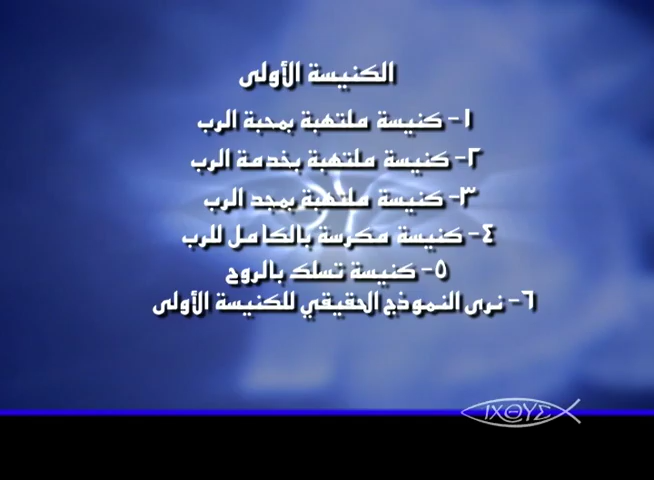 الكنيسة الأولى
١- كنيسة ملتهبة بمحبة الرب
٢- كنيسة ملتهبة بخدمة الرب
٣- كنيسة ملتهبة بمجد الرب
٤- كنيسة مكرسة بالكامل للرب
٥- كنيسة تسلك بالروح
٦- نرى النموذج الحقيقي للكنيسة الأولى
ΙΧΘΥΣ